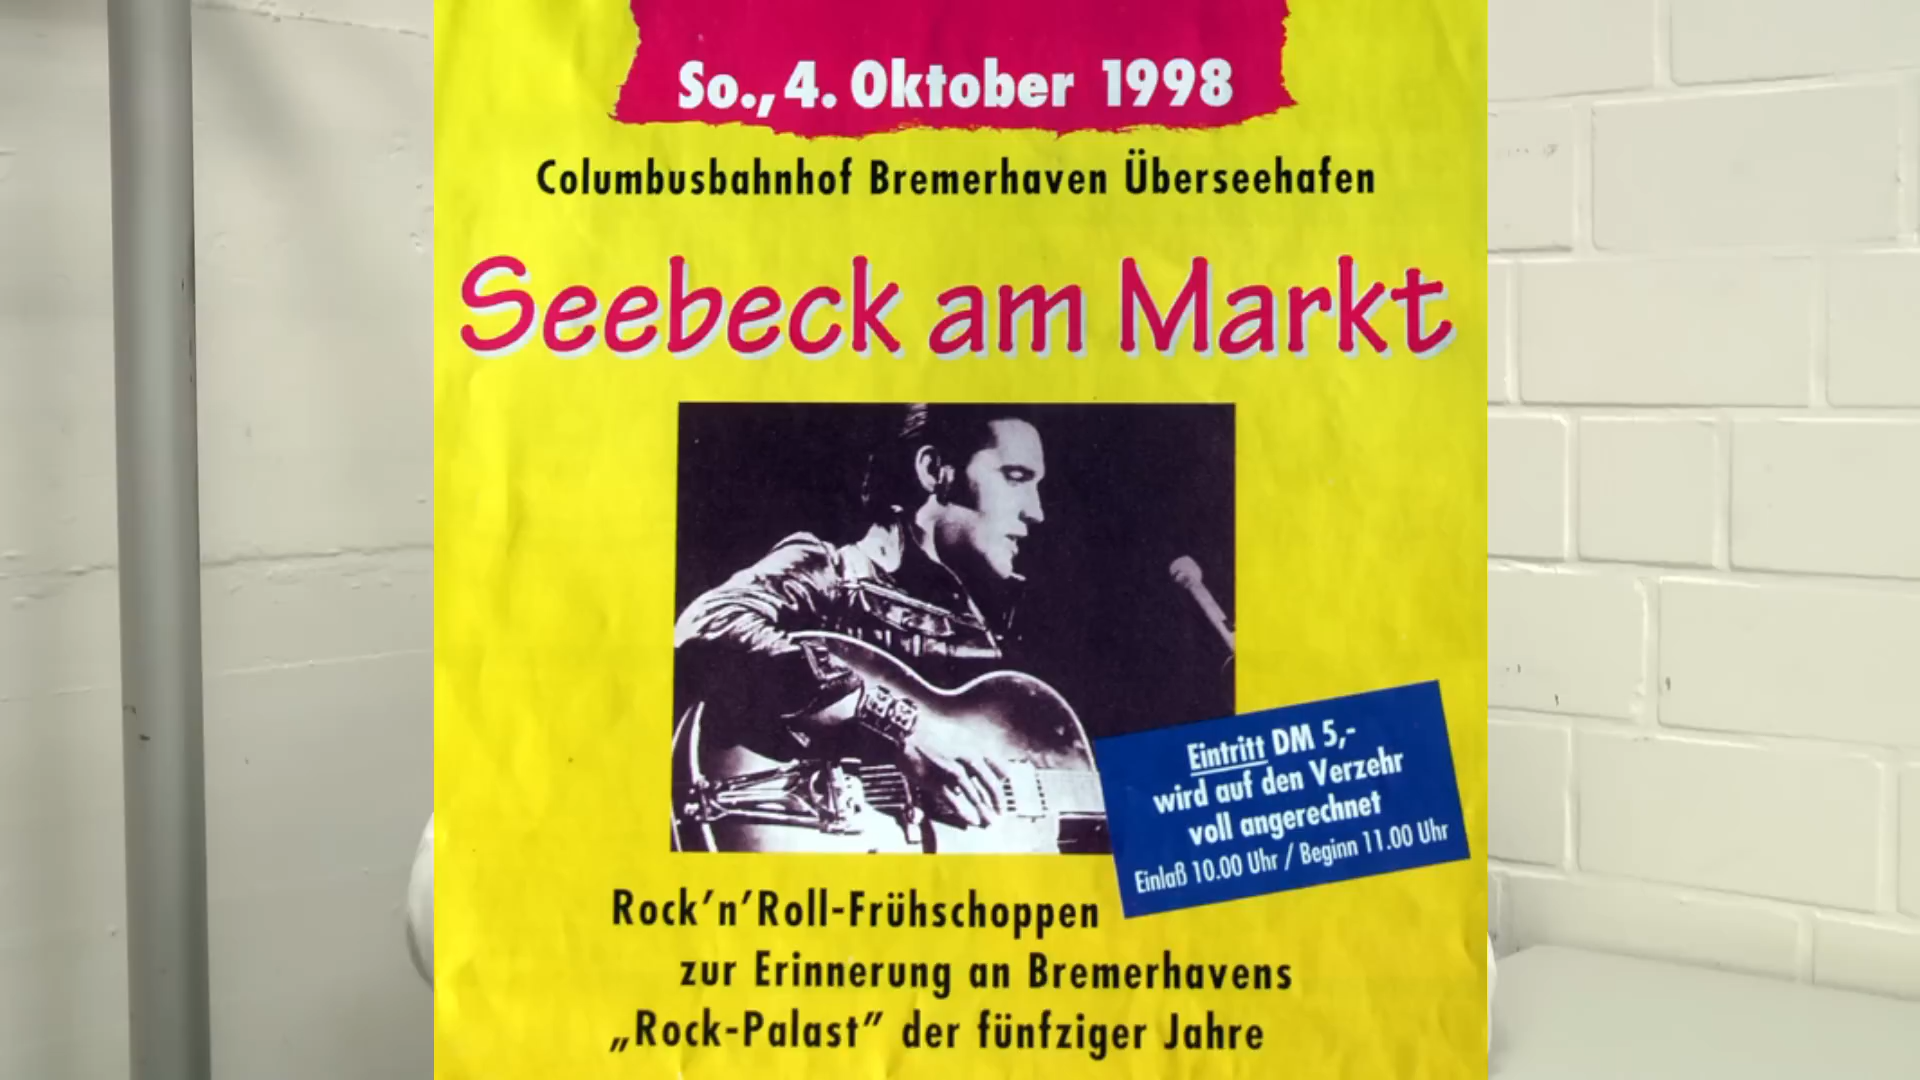 So., 4. Oktober 1998
Columbusbahnhof Bremerhaven Überseehafen
Seebeck am Markt
Eintritt DM 5,-
wird auf den Verzehr
voll angerechnet
Einlaß 10.00 Uhr / Beginn 11.00 Uhr
Rock'n'Roll-Frühschoppen
zur Erinnerung an Bremerhavens
„Rock-Palast" der fünfziger Jahre